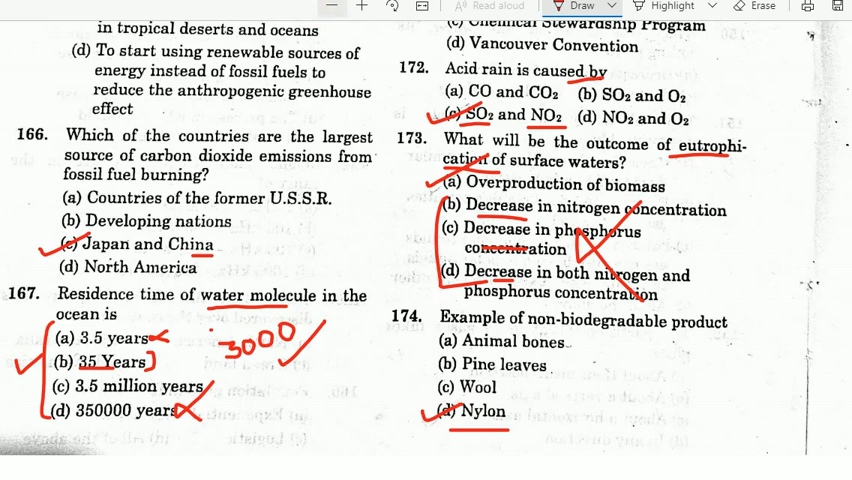 Draw
Erase
in tropical deserts and oceans
(d) To start using renewable sources of
energy instead of fossil fuels to
reduce the anthropogenic greenhouse
effect
166. Which of the countries are the largest
source of carbon dioxide emissions from
fossil fuel burning?
(a) Countries of the former U.S.S.R.
(b) Developing nations
(c) Japan and China
(d) North America
167. Residence time of water molecule in the
ocean is
(a) 3.5 years
(b) 35 Years
(c) 3.5 million years
(d) 350000 years
3000
(c) Chemical Stewardship Program
(d) Vancouver Convention
172. Acid rain is caused by
(a) CO and CO₂ (b) SO₂ and O₂
(c) SO₂ and NO₂ (d) NO₂ and O₂
173. What will be the outcome of eutrophi-
cation of surface waters?
(a) Overproduction of biomass
(b) Decrease in nitrogen concentration
(c) Decrease in phosphorus
concentration
(d) Decrease in both nitrogen and
phosphorus concentration
174. Example of non-biodegradable product
(a) Animal bones
(b) Pine leaves
(c) Wool
(d) Nylon